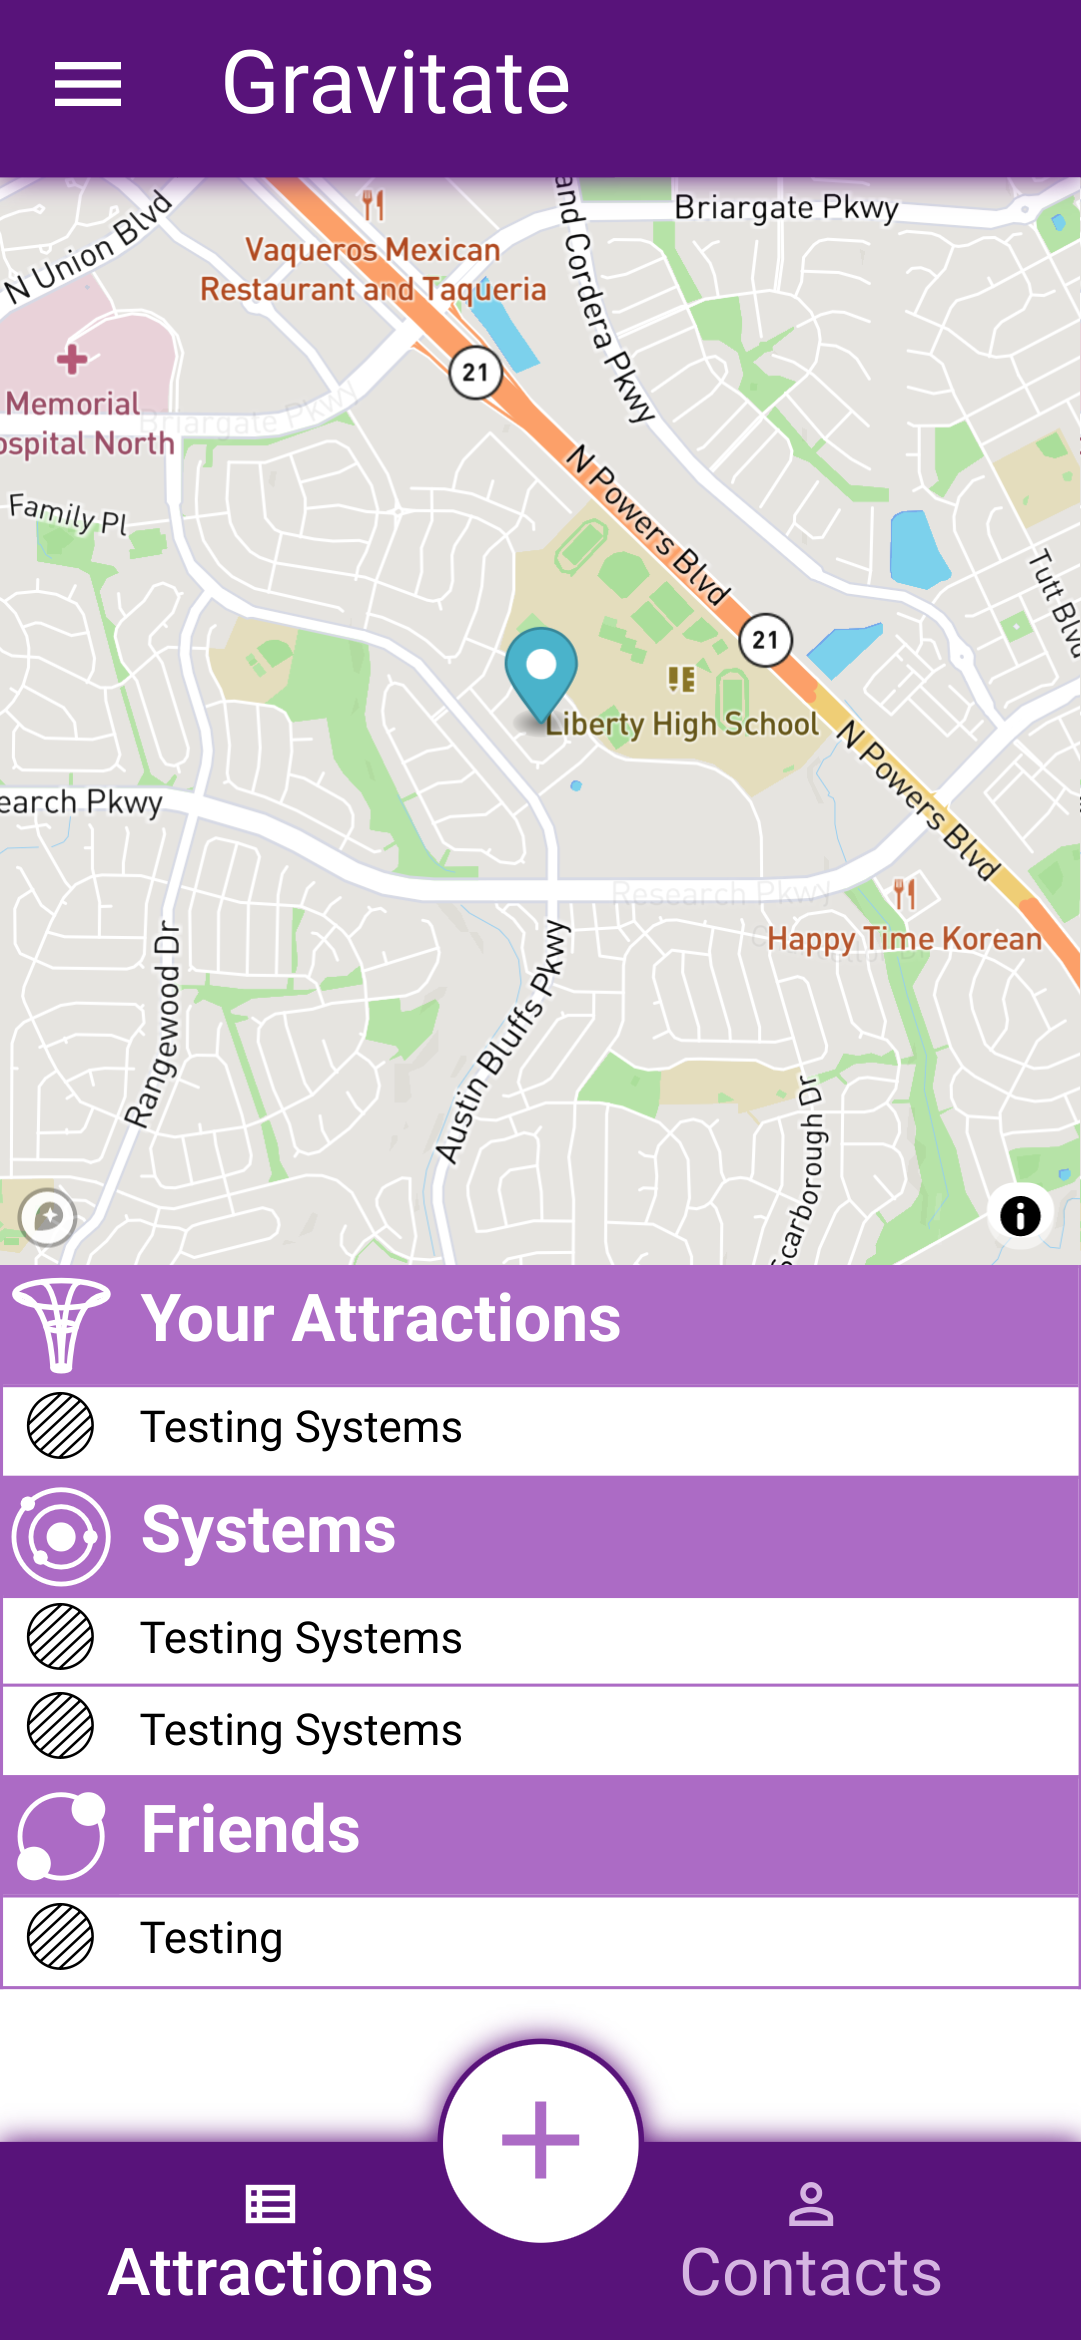 Gravitate
and Cordera Pkwy
Briargate Pkwy
N Union Blvd
Vaqueros Mexican
Restaurant and Taqueria
21
Memorial
ospital North
Briargate Pkwy
N Powers Blvd
Family Pl
Tutt Blvd
21
Liberty High School
N Powers Blvd
earch Pkwy
Research Pkwy
Happy Time Korean
Rangewood Dr
Austin Bluffs Pkwy
Scarborough Dr
Your Attractions
Testing Systems
Systems
Testing Systems
Testing Systems
Friends
Testing
Attractions
Contacts